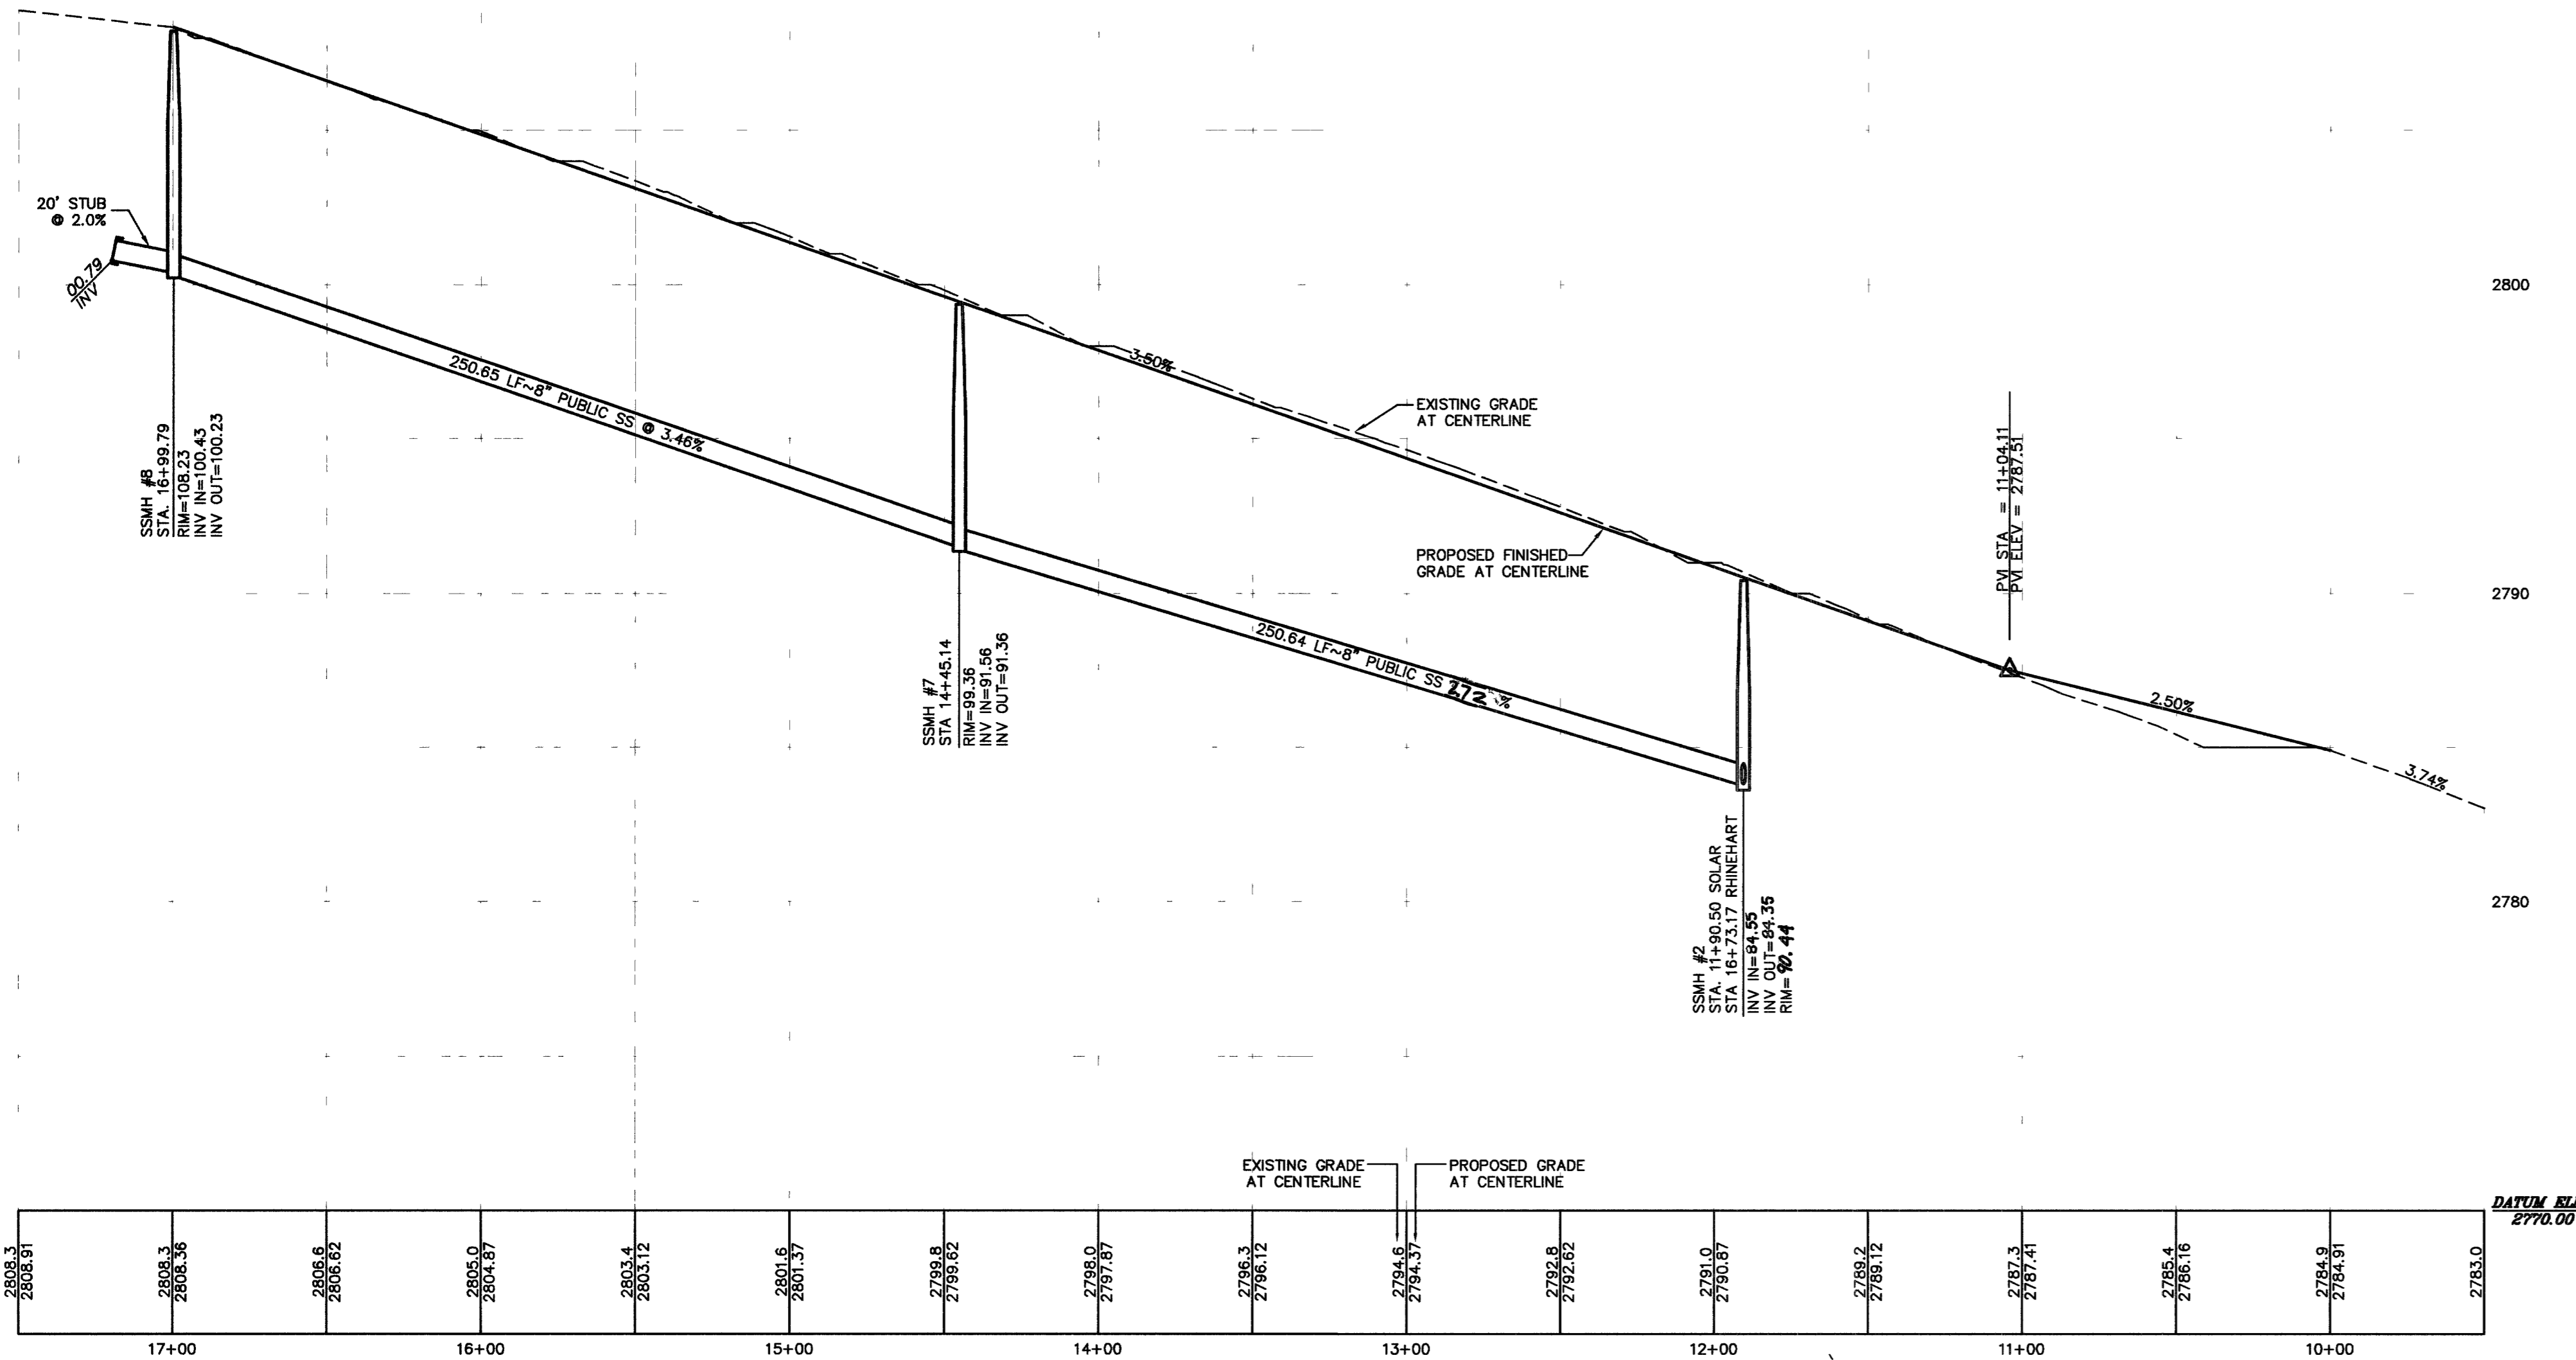 20' STUB
@ 2.0%
00.79
INV
SSMH #8
STA. 16+99.79
RIM=108.23
INV IN=100.43
INV OUT=100.23
250.65 LF~8" PUBLIC SS @ 3.46%
SSMH #7
STA 14+45.14
RIM=99.36
INV IN=91.56
INV OUT=91.36
3.50%
EXISTING GRADE
AT CENTERLINE
PROPOSED FINISHED
GRADE AT CENTERLINE
250.64 LF~8" PUBLIC SS 272 %
SSMH #2
STA. 11+90.50 SOLAR
STA 16+73.17 RHINEHART
INV IN=84.55
INV OUT=84.35
RIM=90.44
PVI STA = 11+04.11
PVI ELEV = 2787.51
2.50%
3.74%
2800
2790
2780
EXISTING GRADE
AT CENTERLINE
PROPOSED GRADE
AT CENTERLINE
DATUM EL
2770.00
2808.3
2808.91
2808.3
2808.36
2806.6
2806.62
2805.0
2804.87
2803.4
2803.12
2801.6
2801.37
2799.8
2799.62
2798.0
2797.87
2796.3
2796.12
2794.6
2794.37
2792.8
2792.62
2791.0
2790.87
2789.2
2789.12
2787.3
2787.41
2785.4
2786.16
2784.9
2784.91
2783.0
17+00
16+00
15+00
14+00
13+00
12+00
11+00
10+00